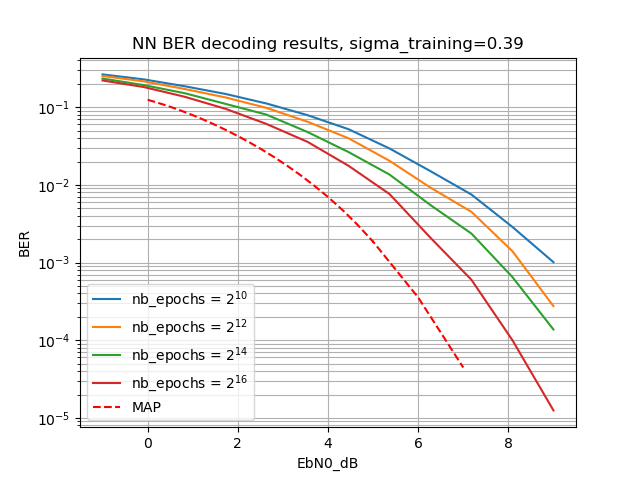 NN BER decoding results, sigma_training=0.39
BER
10⁻¹
10⁻²
10⁻³
10⁻⁴
10⁻⁵
nb_epochs = 2¹⁰
nb_epochs = 2¹²
nb_epochs = 2¹⁴
nb_epochs = 2¹⁶
MAP
0 2 4 6 8
EbN0_dB